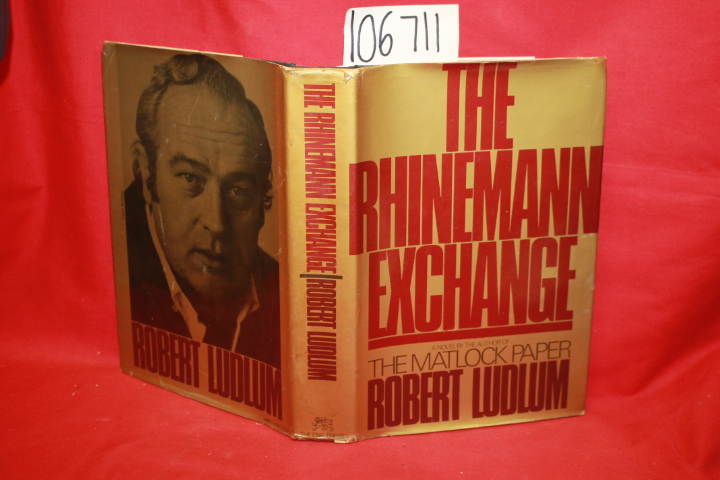 106711
THE
RHINEMANN
EXCHANGE
A NOVEL BY THE AUTHOR OF
THE MATLOCK PAPER
ROBERT LUDLUM
THE RHINEMANN EXCHANGE | ROBERT LUDLUM
ROBERT LUDLUM